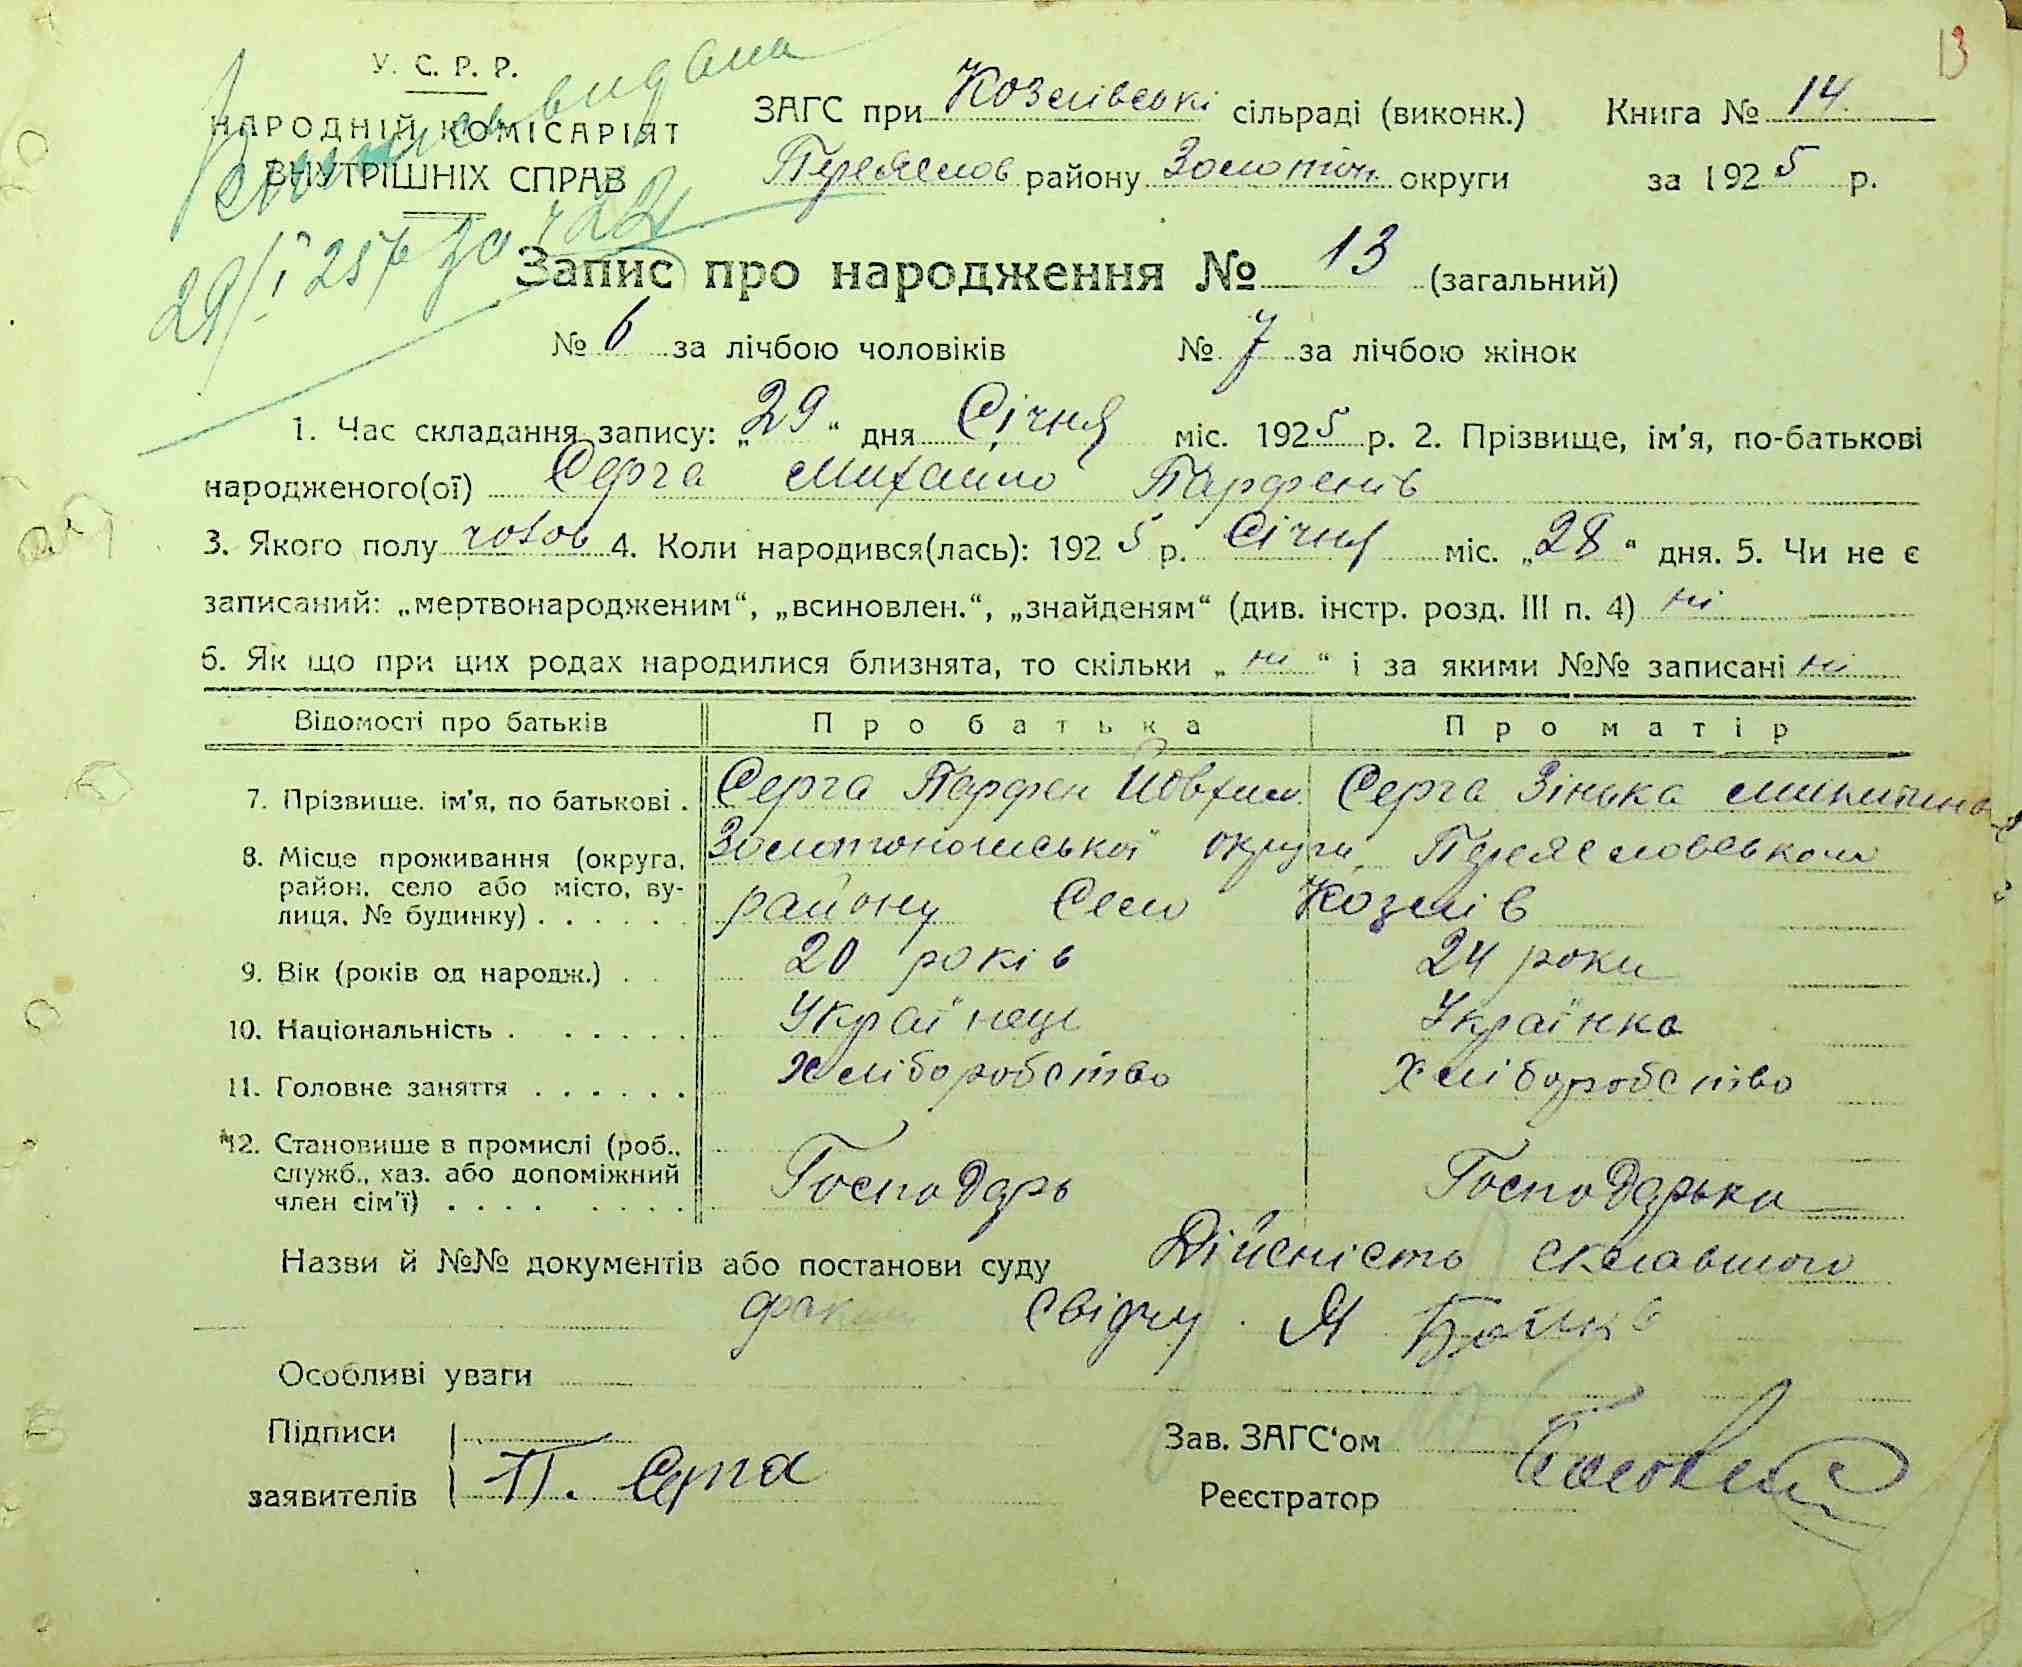 13
У. С. Р. Р.
НАРОДНІЙ КОМІСАРІЯТ
ВНУТРІШНІХ СПРАВ
видана
29/I 25 р
ЗАГС при Козлівські сільраді (виконк.) Книга № 14
Переяслов району Золотон. округи за 1925 р.
Запис про народження № 13 (загальний)
№ 6 за лічбою чоловіків № 7 за лічбою жінок
1. Час складання запису: „29“ дня Січня міс. 1925 р. 2. Прізвище, ім'я, по-батькові
народженого(ої) Серга Михайло Парфенів
3. Якого полу чолов 4. Коли народився(лась): 1925 р. Січня міс. „28“ дня. 5. Чи не є
записаний: „мертвонародженим“, „всиновлен.“, „знайденям“ (див. інстр. розд. III п. 4) ні
6. Як що при цих родах народилися близнята, то скільки „ні“ і за якими №№ записані ні
Відомості про батьків Про батька Про матір
7. Прізвище. ім'я, по батькові . Серга Парфен Йовхим. Серга Зінька Микитина
8. Місце проживання (округа, Золотоношської округи Переясловського
район, село або місто, ву-
лиця, № будинку) . . . . . району Село Козлів
9. Вік (років од народж.) . . 20 років 24 роки
10. Національність . . . . . . . Українець Українка
11. Головне заняття . . . . . . Хліборобство Хліборобство
12. Становище в промислі (роб.,
служб., хаз. або допоміжний Господарь Господарька
член сім'ї) . . . . . . . .
Назви й №№ документів або постанови суду Дійсність склавшого
свідчу. Я
Особливі уваги
Підписи Зав. ЗАГС'ом
заявителів П. Серга Реєстратор